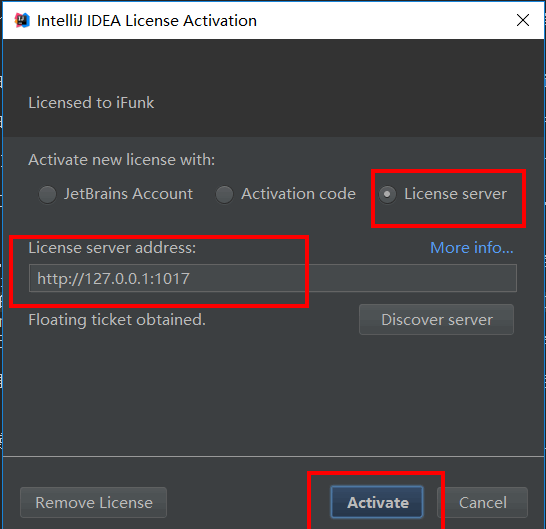 IntelliJ IDEA License Activation
Licensed to iFunk
Activate new license with:
JetBrains Account Activation code License server
License server address: More info...
http://127.0.0.1:1017
Floating ticket obtained. Discover server
Remove License Activate Cancel